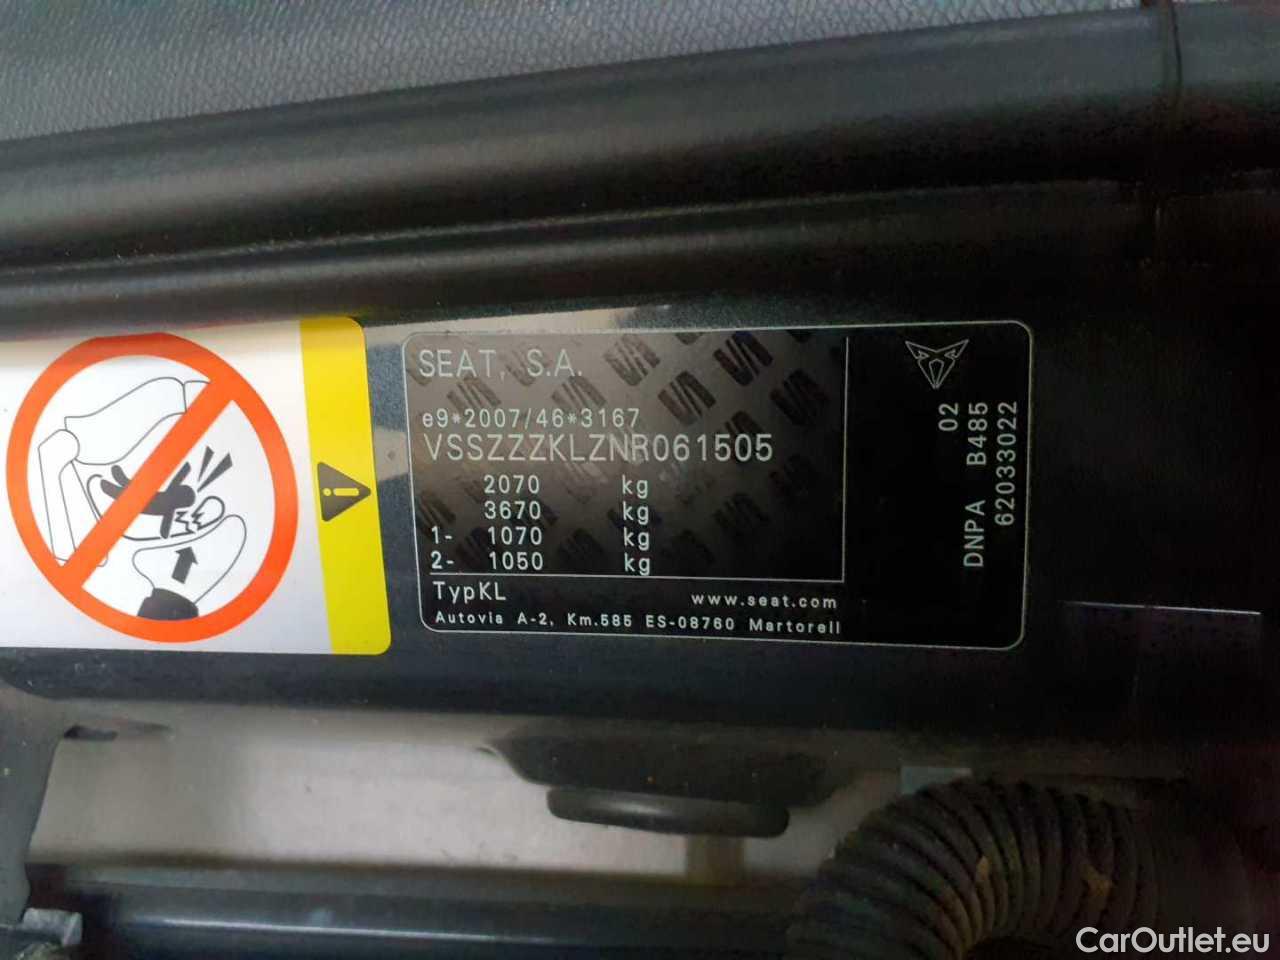 SEAT, S.A.
e9*2007/46*3167
VSSZZZKLZNR061505
2070 kg
3670 kg
1- 1070 kg
2- 1050 kg
TypKL www.seat.com
Autovia A-2, Km.585 ES-08760 Martorell
02
DNPA B485
62033022
CarOutlet.eu